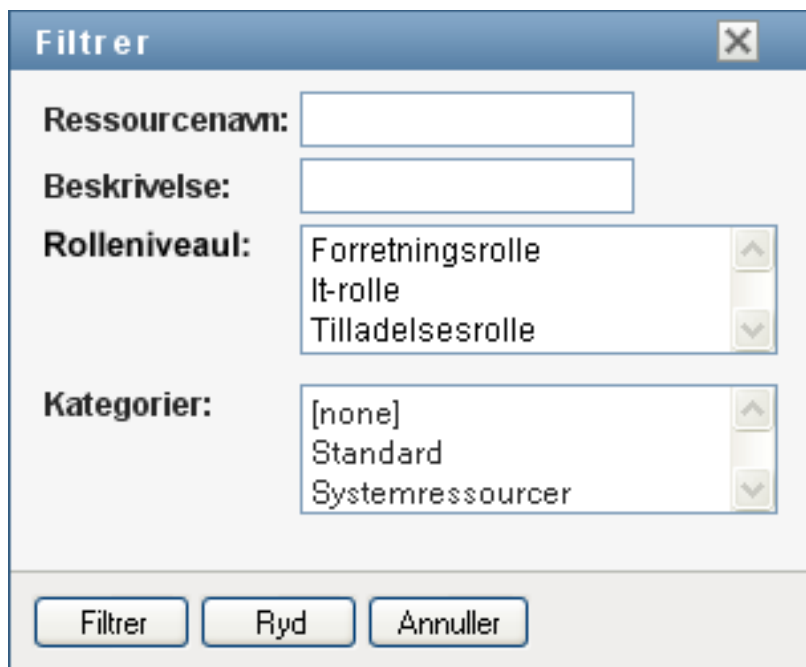 Filtrer
Ressourcenavn:
Beskrivelse:
Rolleniveaul:
Forretningsrolle
It-rolle
Tilladelsesrolle
Kategorier:
[none]
Standard
Systemressourcer
Filtrer Ryd Annuller